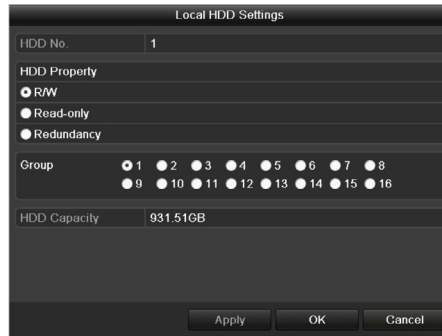 Local HDD Settings
HDD No. 1
HDD Property
R/W
Read-only
Redundancy
Group 1 2 3 4 5 6 7 8
9 10 11 12 13 14 15 16
HDD Capacity 931.51GB
Apply OK Cancel